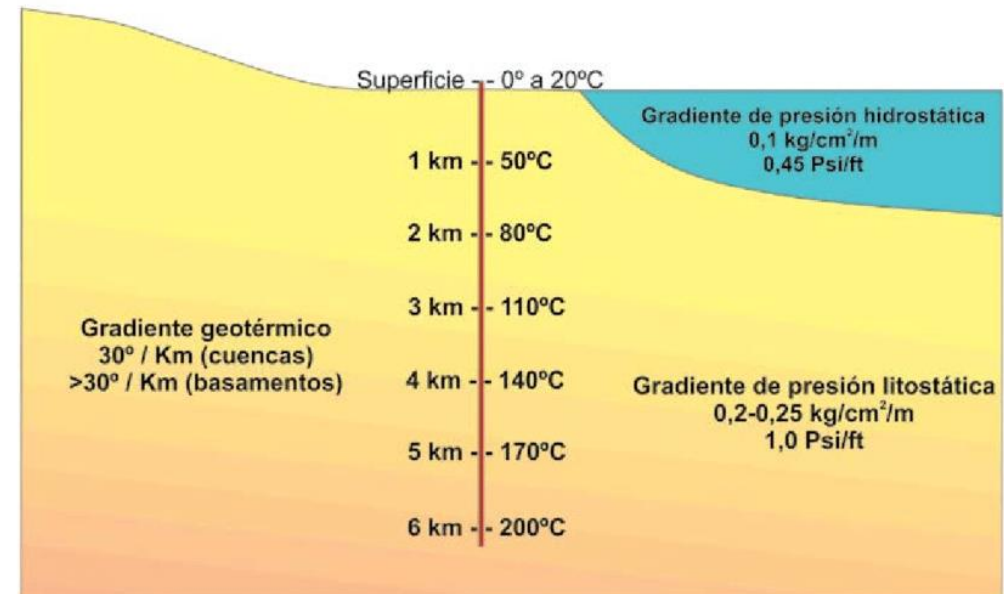 Superficie - - 0º a 20ºC
1 km - - 50ºC
2 km - - 80ºC
3 km - - 110ºC
4 km - - 140ºC
5 km - - 170ºC
6 km - - 200ºC
Gradiente geotérmico
30º / Km (cuencas)
>30º / Km (basamentos)
Gradiente de presión hidrostática
0,1 kg/cm²/m
0,45 Psi/ft
Gradiente de presión litostática
0,2-0,25 kg/cm²/m
1,0 Psi/ft